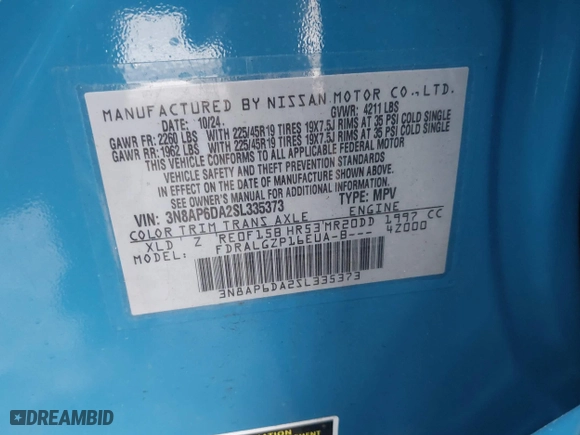 MANUFACTURED BY NISSAN MOTOR CO.,LTD.
DATE: 10/24. GVWR: 4211 LBS
GAWR FR: 2260 LBS WITH 225/45R19 TIRES 19X7.5J RIMS AT 35 PSI COLD SINGLE
GAWR RR: 1962 LBS WITH 225/45R19 TIRES 19X7.5J RIMS AT 35 PSI COLD SINGLE
THIS VEHICLE CONFORMS TO ALL APPLICABLE FEDERAL MOTOR
VEHICLE SAFETY AND THEFT PREVENTION STANDARDS
IN EFFECT ON THE DATE OF MANUFACTURE SHOWN ABOVE.
SEE OWNER'S MANUAL FOR ADDITIONAL INFORMATION
VIN: 3N8AP6DA2SL335373 TYPE: MPV
COLOR TRIM TRANS AXLE ENGINE
XLD Z RE0F15B HR53 MR20DD 1997 CC
FDRALGZP16EUA-B--- 4Z000
3N8AP6DA2SL335373
DREAMBID